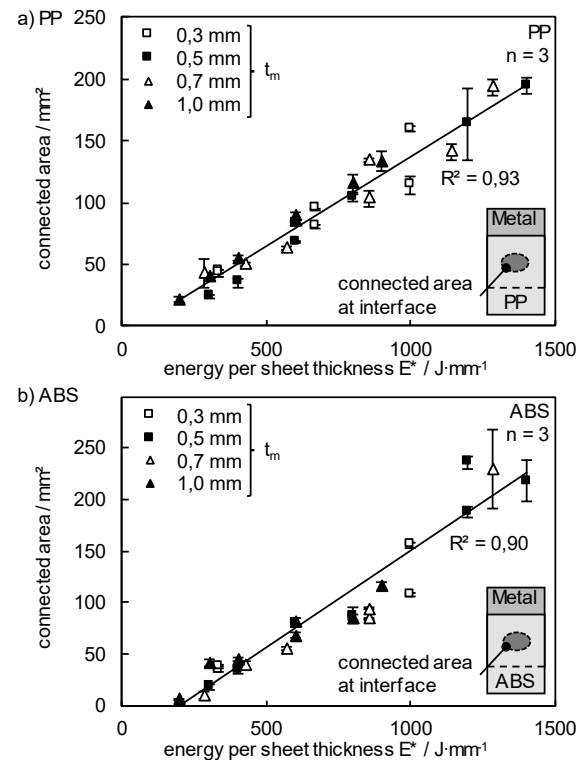 a) PP
PP
n = 3
0,3 mm
0,5 mm
0,7 mm
1,0 mm
tm
connected area / mm²
250
200
150
100
50
0
R² = 0,93
Metal
connected area
at interface
PP
0 500 1000 1500
energy per sheet thickness E* / J·mm-1
b) ABS
ABS
n = 3
0,3 mm
0,5 mm
0,7 mm
1,0 mm
tm
connected area / mm²
250
200
150
100
50
0
R² = 0,90
Metal
connected area
at interface
ABS
0 500 1000 1500
energy per sheet thickness E* / J·mm-1